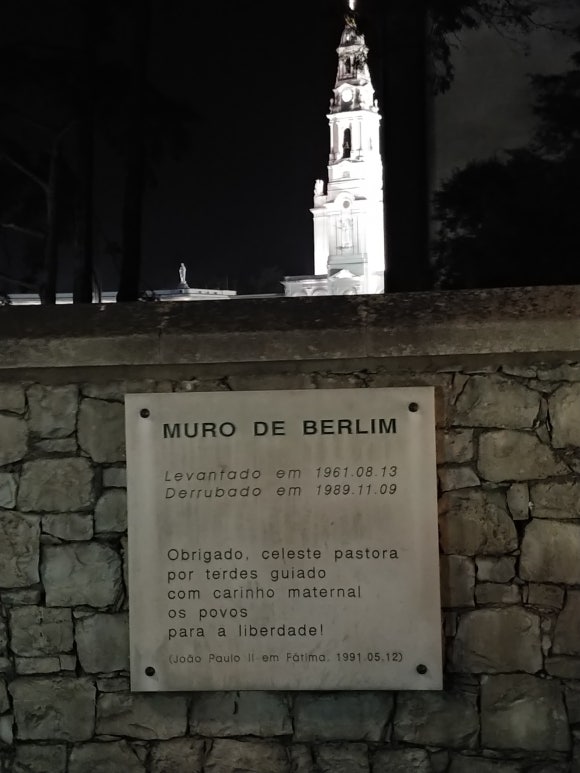 MURO DE BERLIM
Levantado em 1961.08.13
Derrubado em 1989.11.09
Obrigado, celeste pastora
por terdes guiado
com carinho maternal
os povos
para a liberdade!
(João Paulo II em Fátima. 1991.05.12)